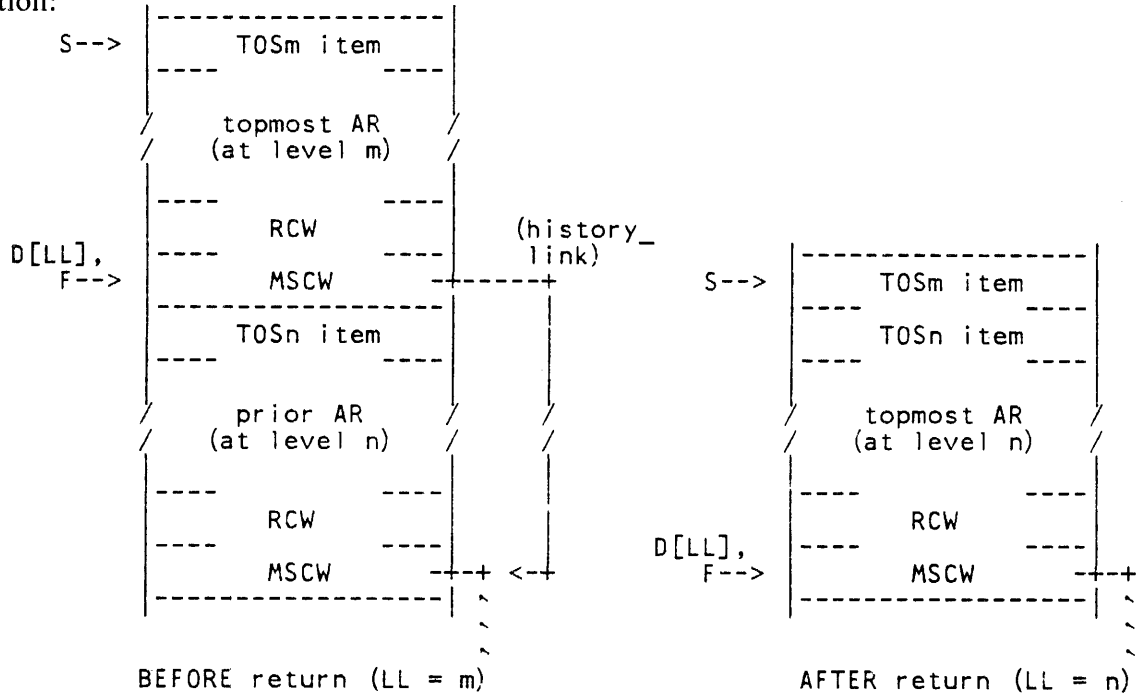 tion:
S--> TOSm item
topmost AR
(at level m)
RCW
(history_
link)
D[LL],
F--> MSCW
TOSn item
prior AR
(at level n)
RCW
MSCW
BEFORE return (LL = m)
S--> TOSm item
TOSn item
topmost AR
(at level n)
RCW
D[LL],
F--> MSCW
AFTER return (LL = n)